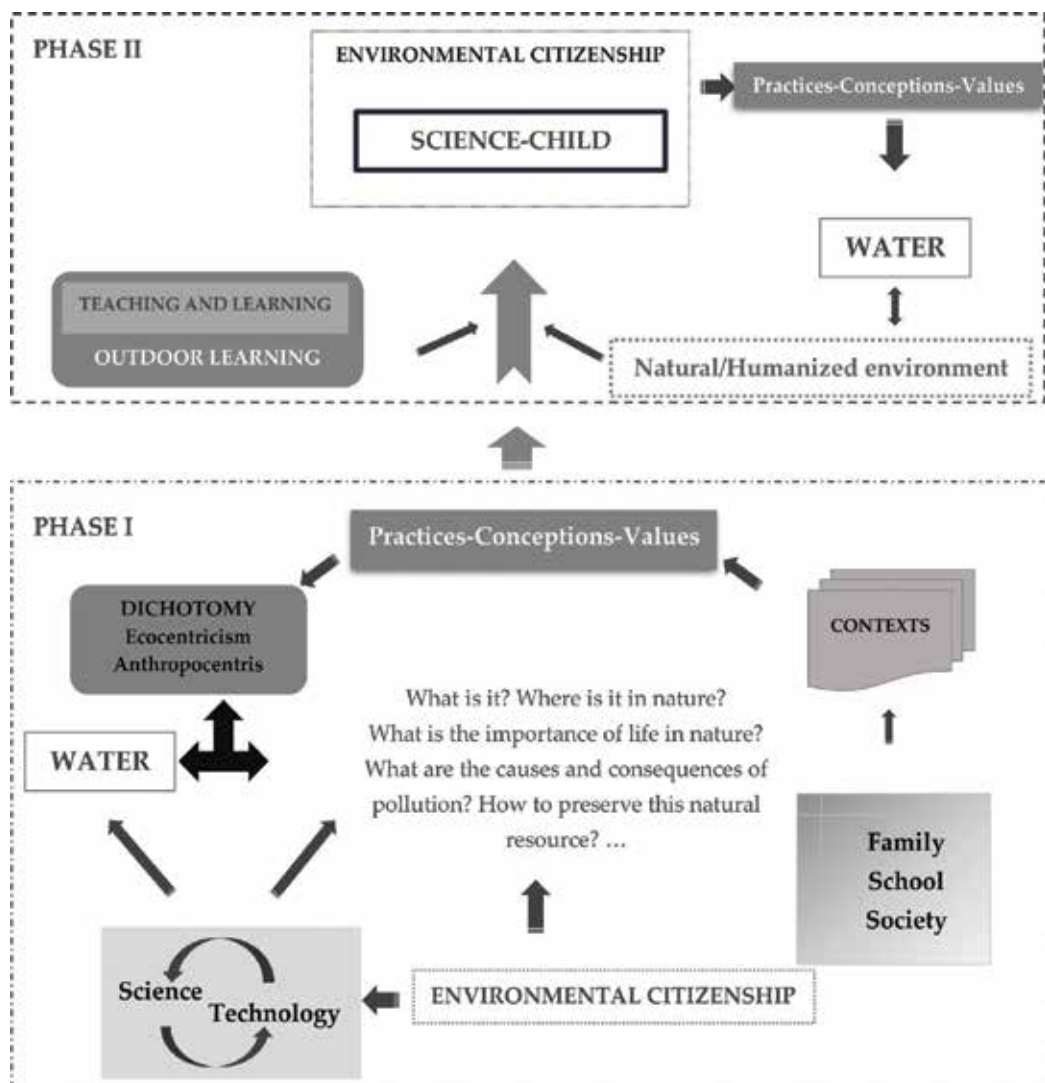 PHASE II
ENVIRONMENTAL CITIZENSHIP
SCIENCE-CHILD
Practices-Conceptions-Values
WATER
TEACHING AND LEARNING
OUTDOOR LEARNING
Natural/Humanized environment
PHASE I
Practices-Conceptions-Values
DICHOTOMY
Ecocentricism
Anthropocentris
CONTEXTS
What is it? Where is it in nature?
What is the importance of life in nature?
What are the causes and consequences of
pollution? How to preserve this natural
resource? ...
WATER
Family
School
Society
Science
Technology
ENVIRONMENTAL CITIZENSHIP